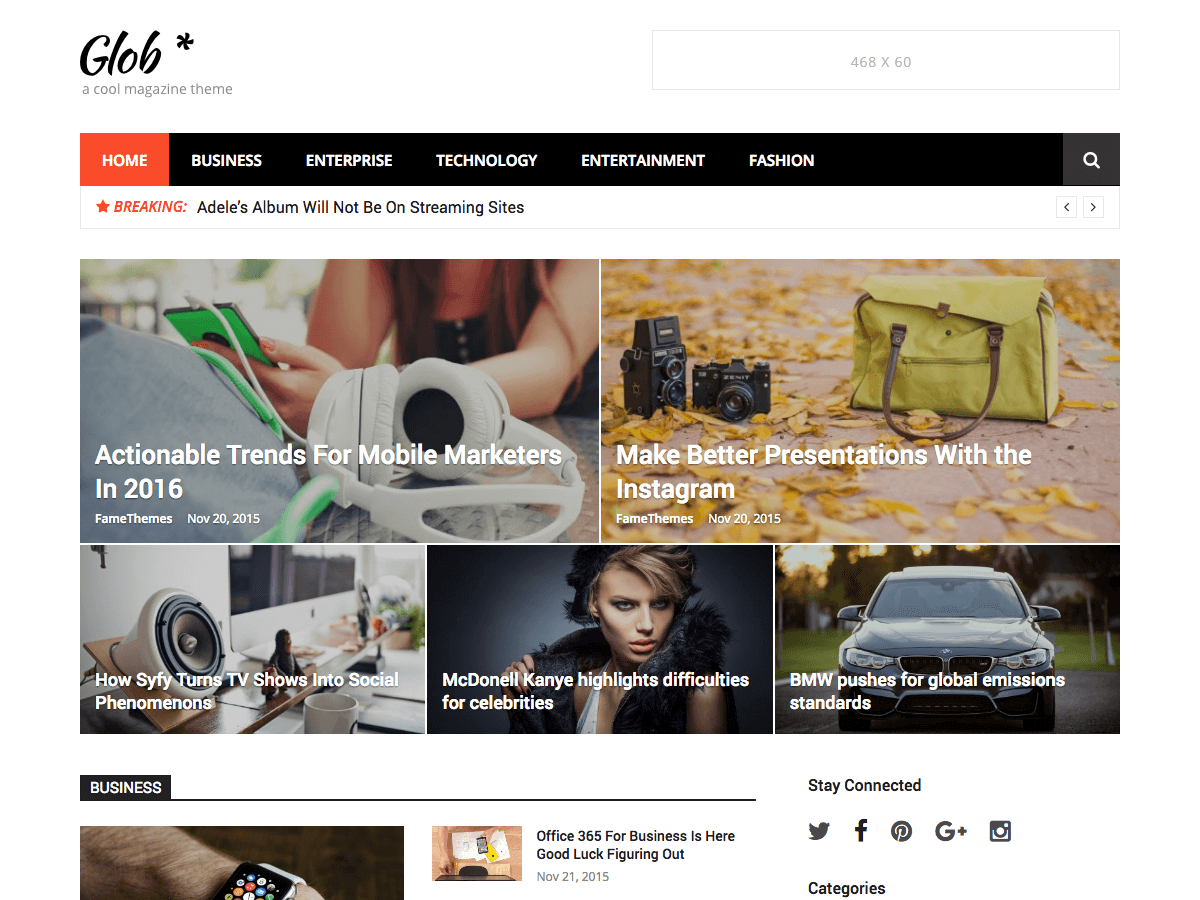 Glob *
a cool magazine theme
468 X 60
HOME BUSINESS ENTERPRISE TECHNOLOGY ENTERTAINMENT FASHION
BREAKING: Adele’s Album Will Not Be On Streaming Sites
Actionable Trends For Mobile Marketers
In 2016
FameThemes Nov 20, 2015
Make Better Presentations With the
Instagram
FameThemes Nov 20, 2015
ZENIT
How Syfy Turns TV Shows Into Social
Phenomenons
McDonell Kanye highlights difficulties
for celebrities
BMW pushes for global emissions
standards
BUSINESS
Office 365 For Business Is Here
Good Luck Figuring Out
Nov 21, 2015
Stay Connected
Categories